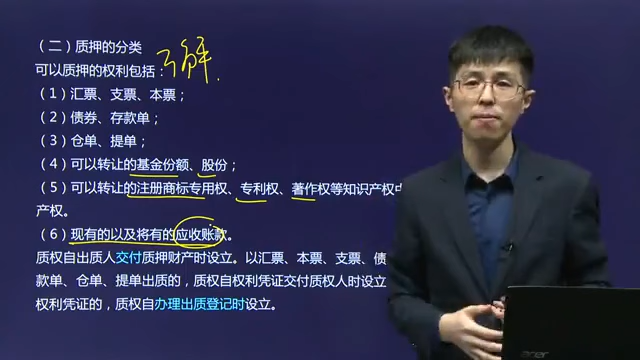 （二）质押的分类
了解
可以质押的权利包括：
（1）汇票、支票、本票；
（2）债券、存款单；
（3）仓单、提单；
（4）可以转让的基金份额、股份；
（5）可以转让的注册商标专用权、专利权、著作权等知识产权中
产权。
（6）现有的以及将有的应收账款。
质权自出质人交付质押财产时设立。以汇票、本票、支票、债
款单、仓单、提单出质的，质权自权利凭证交付质权人时设立
权利凭证的，质权自办理出质登记时设立。
acer